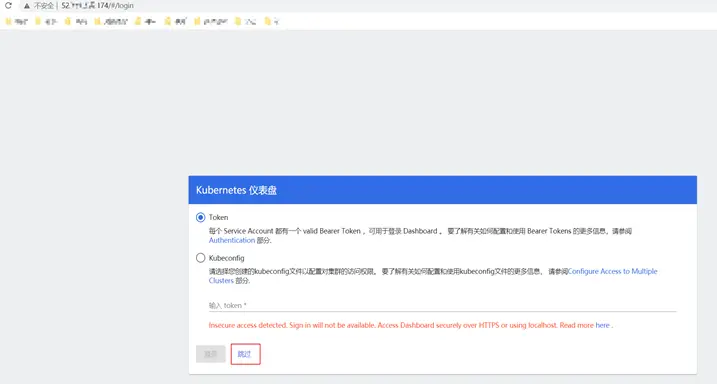 不安全 | 52. 174/#/login
Kubernetes 仪表盘
Token
每个 Service Account 都有一个 valid Bearer Token ，可用于登录 Dashboard 。 要了解有关如何配置和使用 Bearer Tokens 的更多信息，请参阅
Authentication 部分.
Kubeconfig
请选择您创建的kubeconfig文件以配置对集群的访问权限。 要了解有关如何配置和使用kubeconfig文件的更多信息， 请参阅Configure Access to Multiple
Clusters 部分.
输入 token *
Insecure access detected. Sign in will not be available. Access Dashboard securely over HTTPS or using localhost. Read more here .
登录 跳过